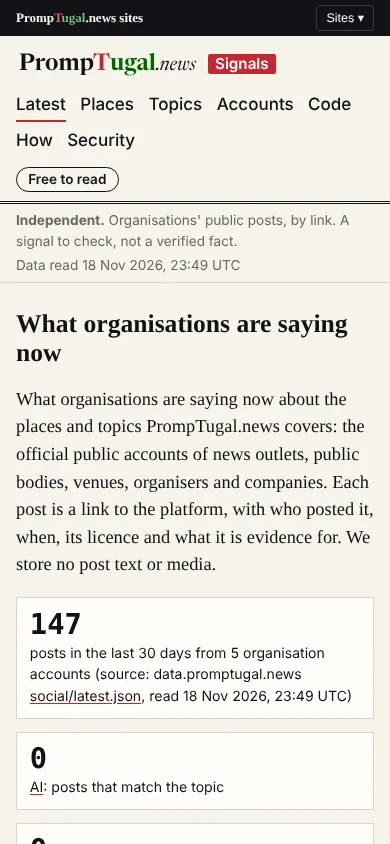 PrompTugal.news sites
Sites ▾
PrompTugal.news Signals
Latest Places Topics Accounts Code
How Security
Free to read
Independent. Organisations' public posts, by link. A
signal to check, not a verified fact.
Data read 18 Nov 2026, 23:49 UTC
What organisations are saying
now
What organisations are saying now about the
places and topics PrompTugal.news covers: the
official public accounts of news outlets, public
bodies, venues, organisers and companies. Each
post is a link to the platform, with who posted it,
when, its licence and what it is evidence for. We
store no post text or media.
147
posts in the last 30 days from 5 organisation
accounts (source: data.promptugal.news
social/latest.json, read 18 Nov 2026, 23:49 UTC)
0
AI: posts that match the topic